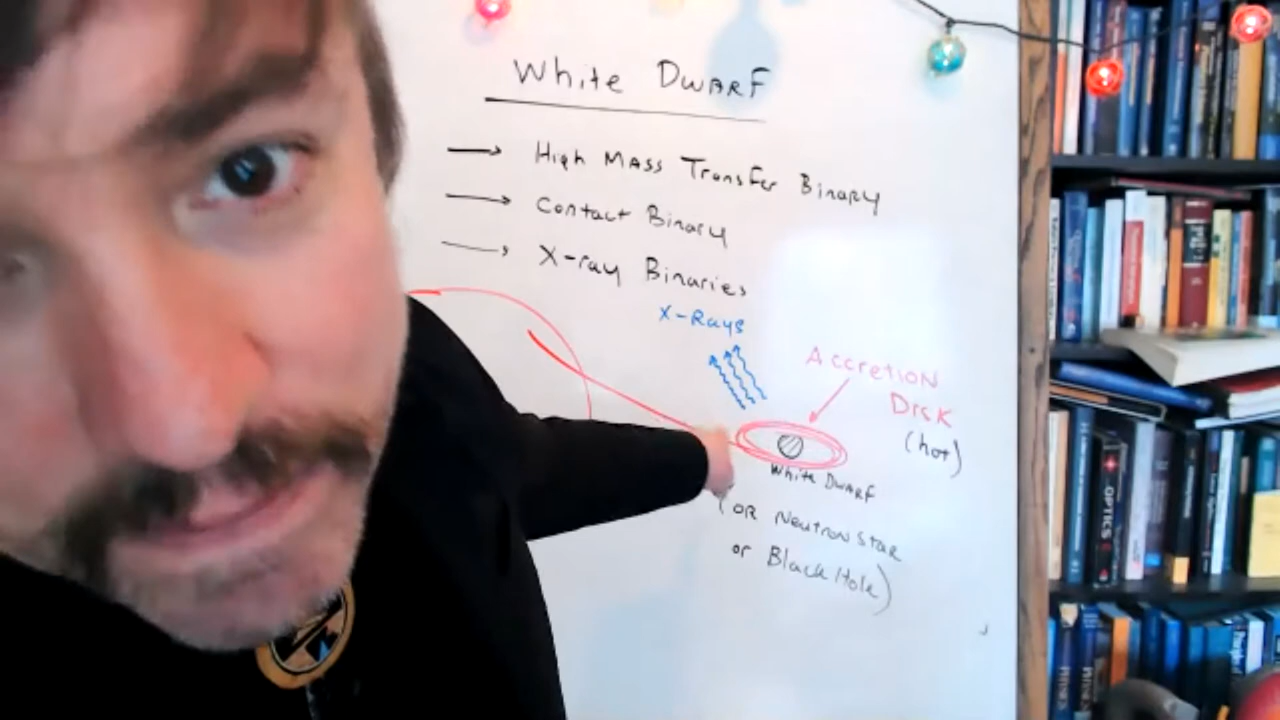 White Dwarf
High Mass Transfer Binary
Contact Binary
X-ray Binaries
X-Rays
Accretion
Disk
(hot)
White Dwarf
(or Neutron Star
or Black Hole)
OPTICS